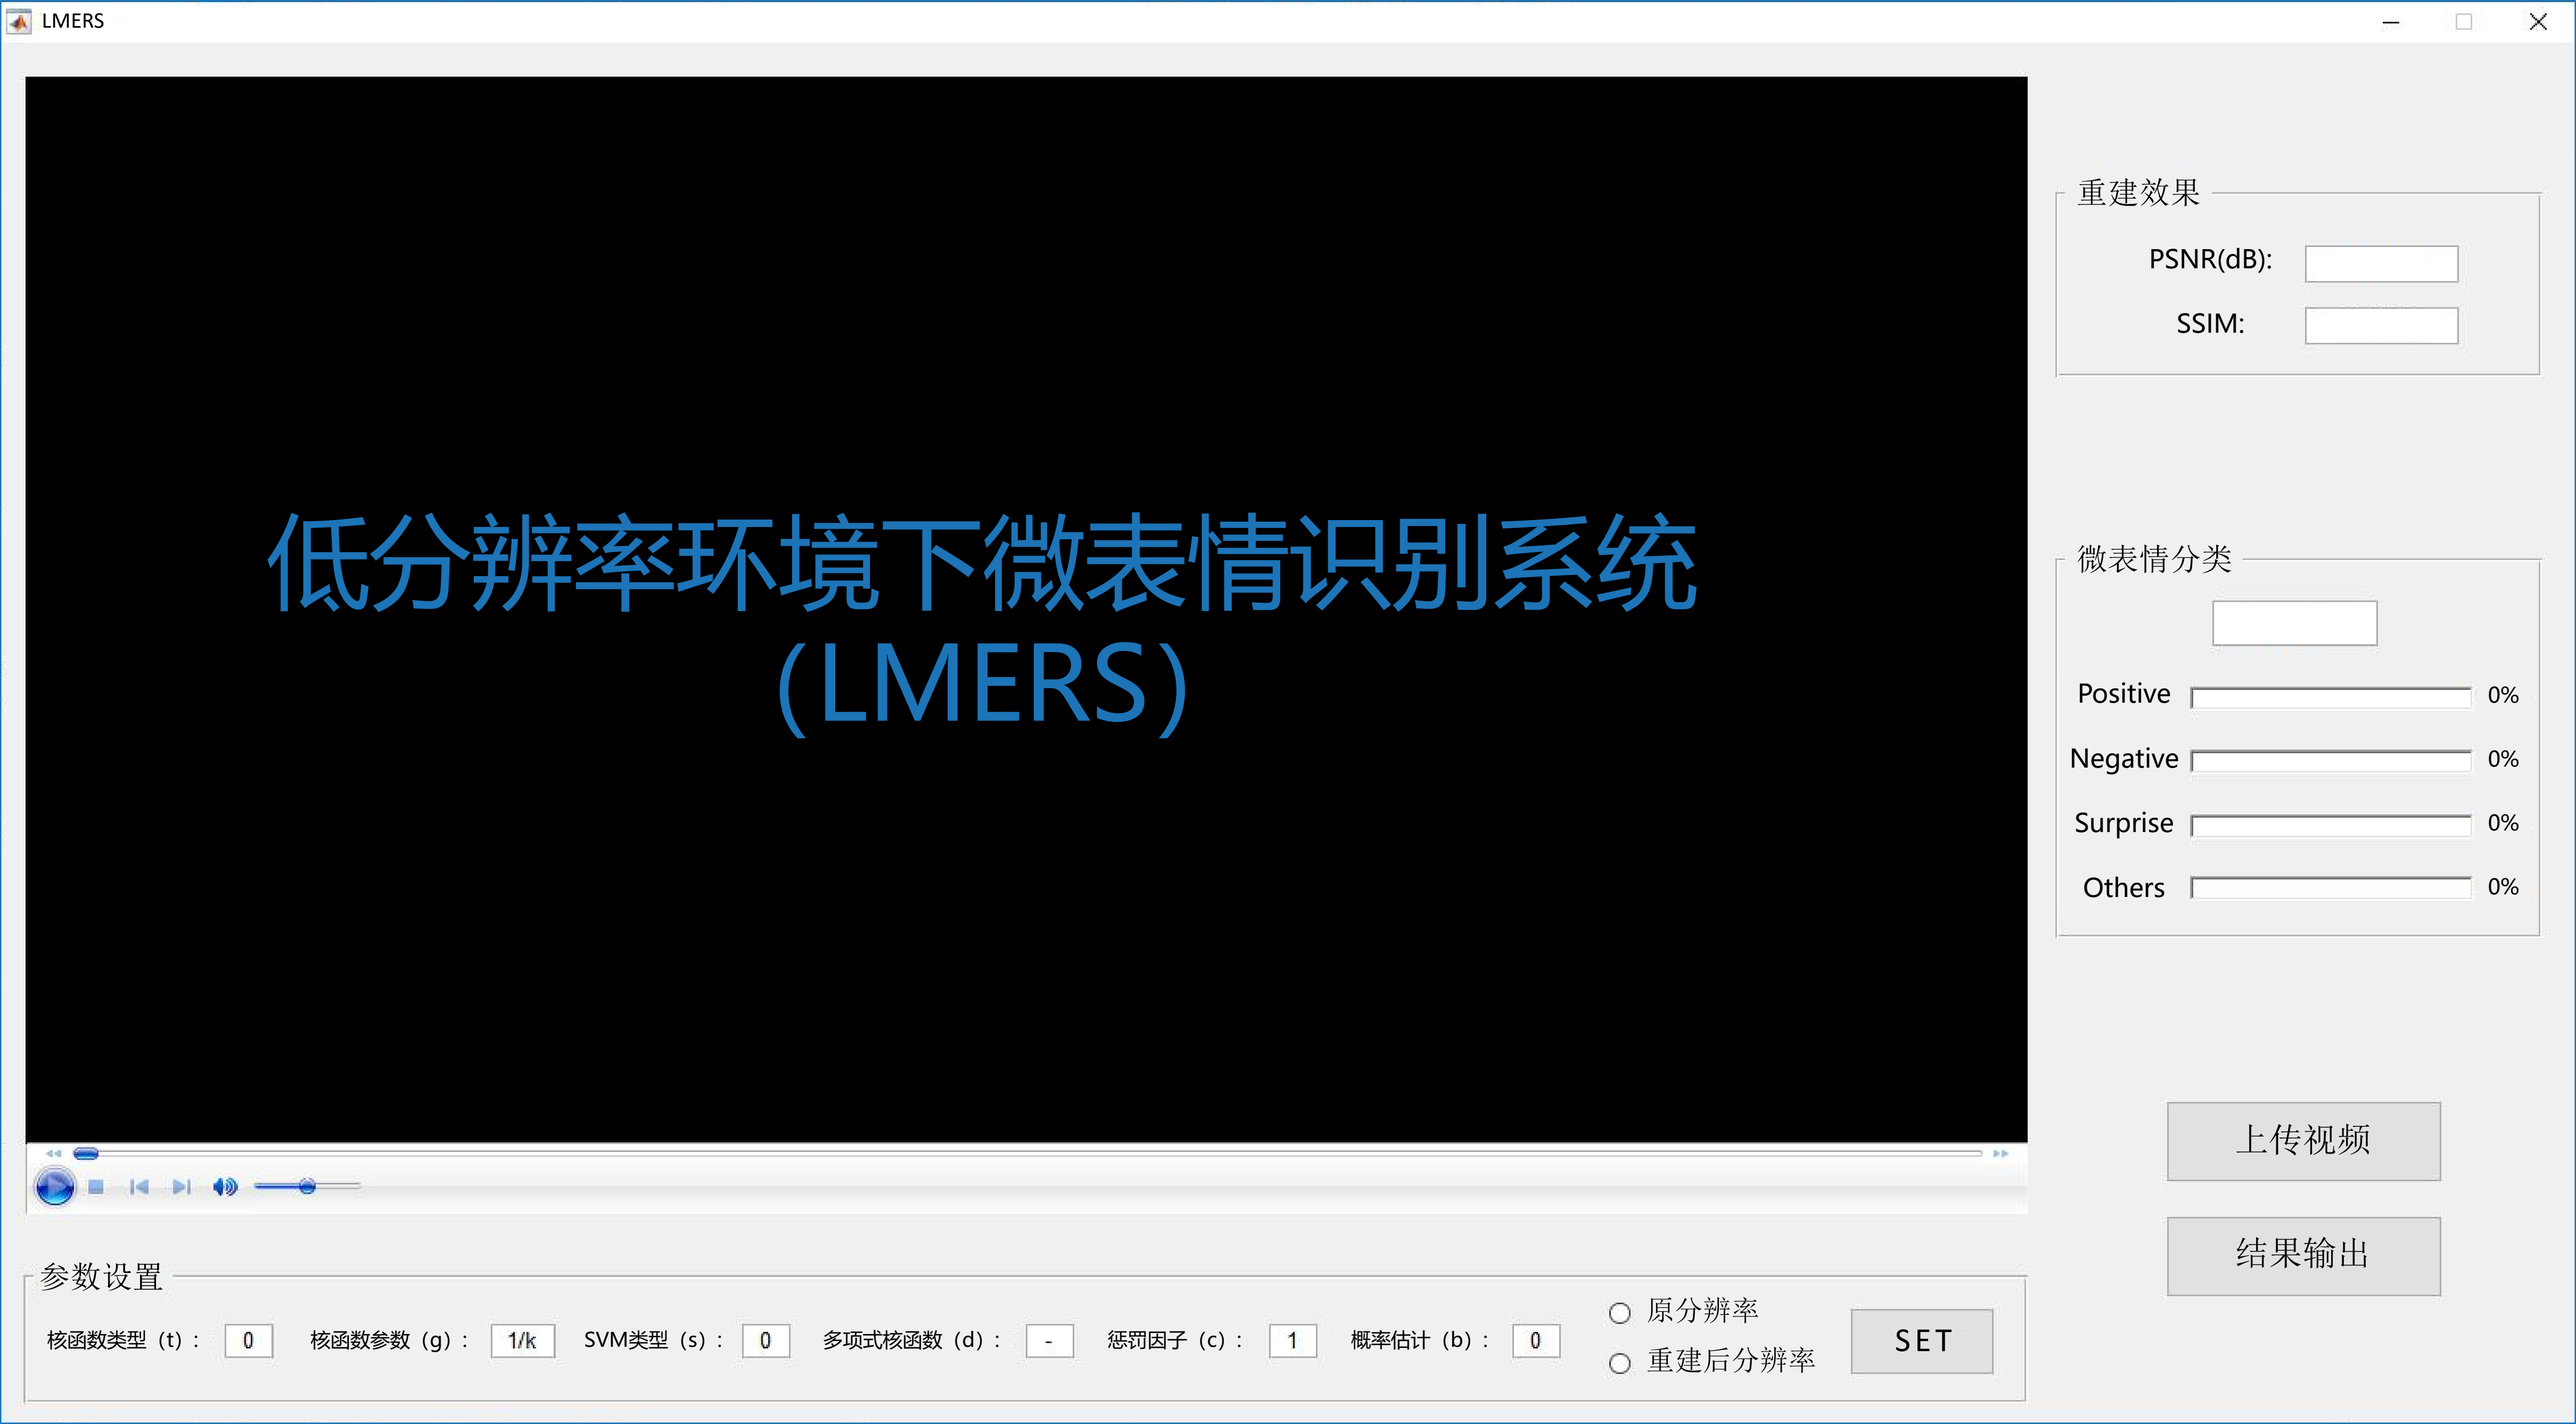 LMERS
低分辨率环境下微表情识别系统
（LMERS）
重建效果
PSNR(dB):
SSIM:
微表情分类
Positive 0%
Negative 0%
Surprise 0%
Others 0%
上传视频
结果输出
参数设置
核函数类型（t）: 0 核函数参数（g）: 1/k SVM类型（s）: 0 多项式核函数（d）: - 惩罚因子（c）: 1 概率估计（b）: 0
原分辨率
重建后分辨率
SET